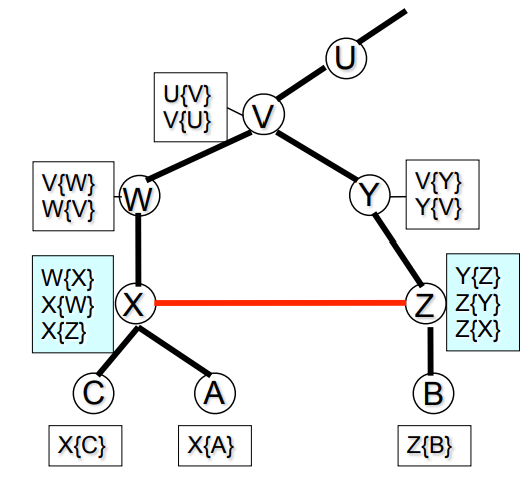 U
U{V}
V{U}
V
V{W}
W{V}
W
Y
V{Y}
Y{V}
W{X}
X{W}
X{Z}
X
Z
Y{Z}
Z{Y}
Z{X}
C
A
B
X{C}
X{A}
Z{B}